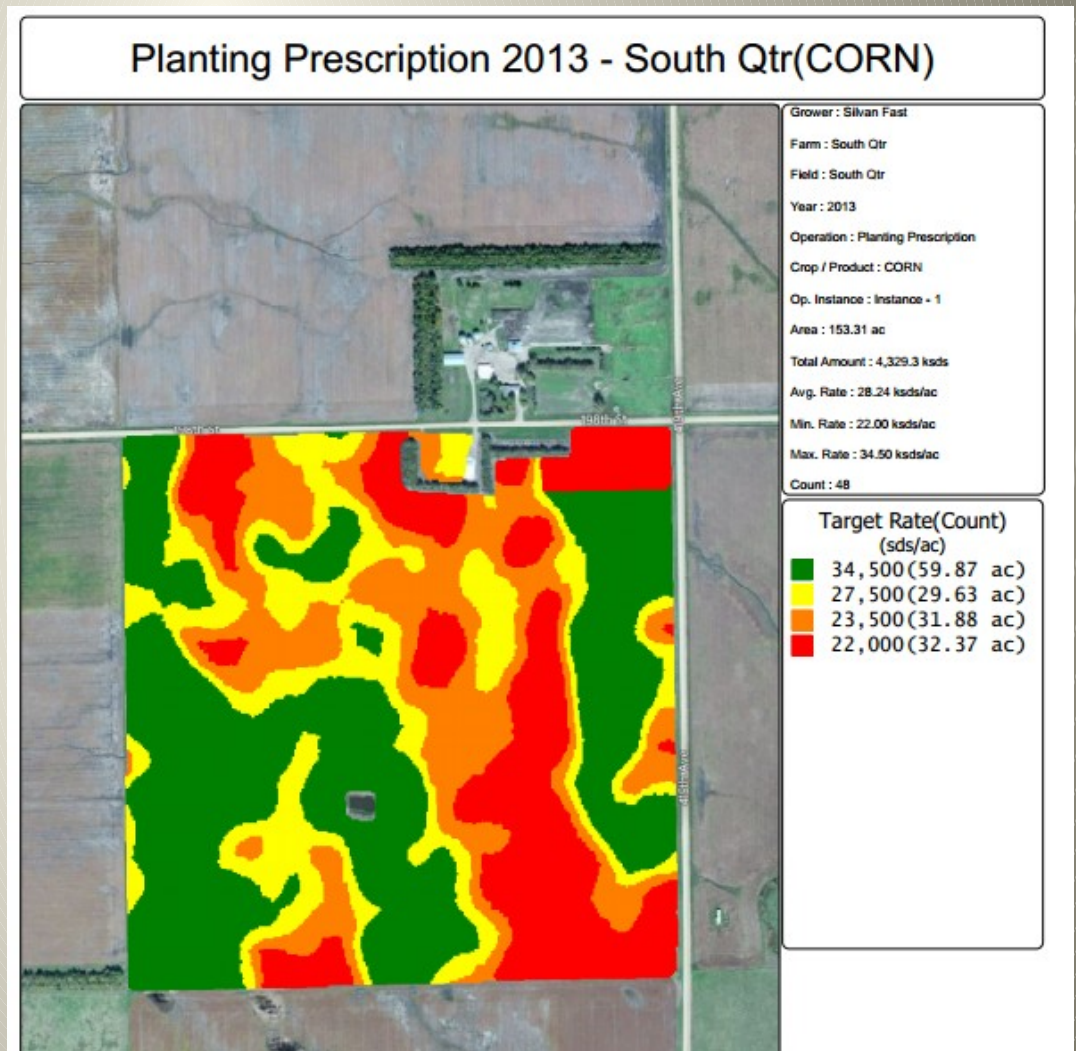 Planting Prescription 2013 - South Qtr(CORN)
Grower : Silvan Fast
Farm : South Qtr
Field : South Qtr
Year : 2013
Operation : Planting Prescription
Crop / Product : CORN
Op. Instance : Instance - 1
Area : 153.31 ac
Total Amount : 4,329.3 ksds
Avg. Rate : 28.24 ksds/ac
Min. Rate : 22.00 ksds/ac
Max. Rate : 34.50 ksds/ac
Count : 48
Target Rate(Count)
(sds/ac)
34,500(59.87 ac)
27,500(29.63 ac)
23,500(31.88 ac)
22,000(32.37 ac)
198th St